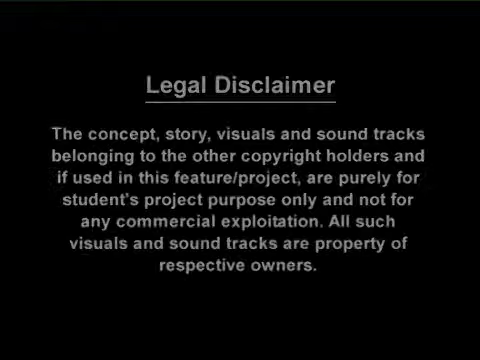 Legal Disclaimer
The concept, story, visuals and sound tracks
belonging to the other copyright holders and
if used in this feature/project, are purely for
student's project purpose only and not for
any commercial exploitation. All such
visuals and sound tracks are property of
respective owners.